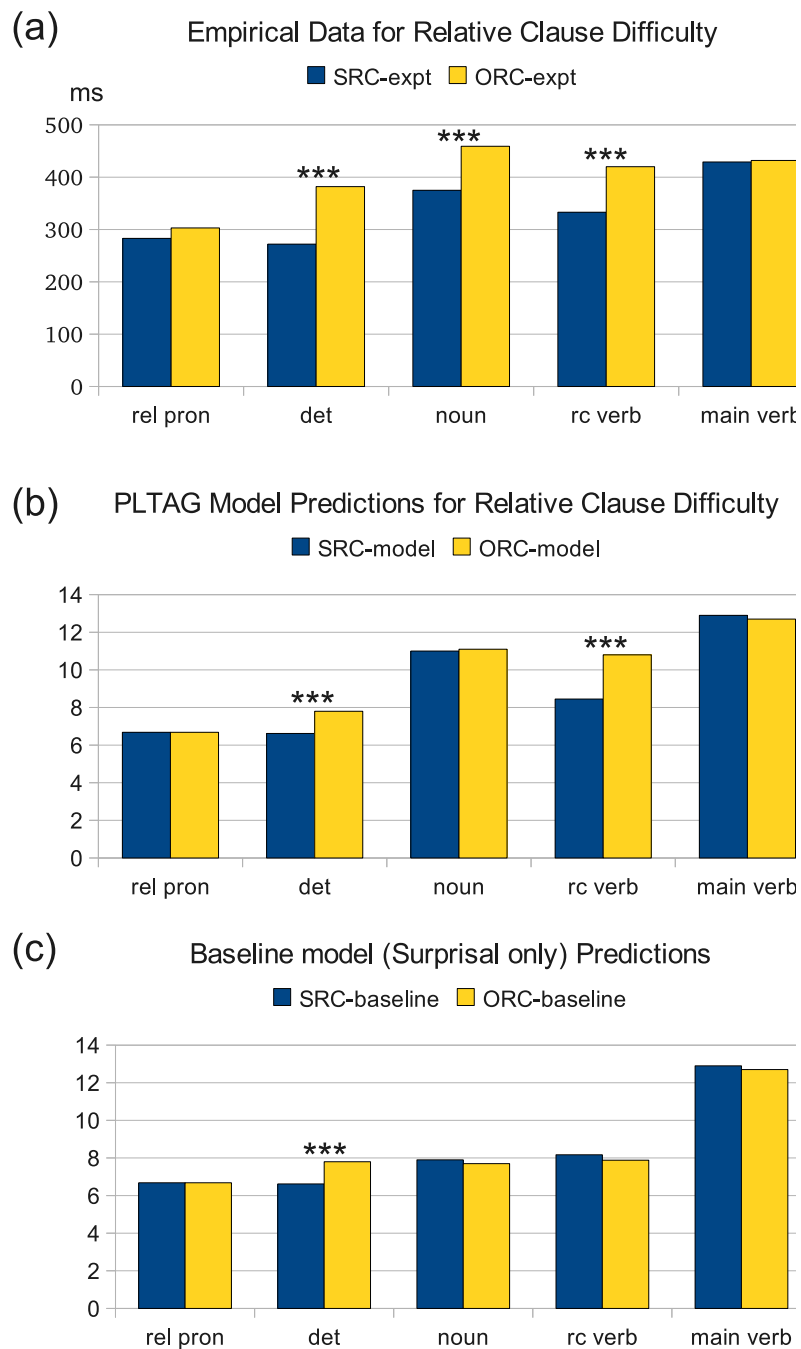 (a) Empirical Data for Relative Clause Difficulty
SRC-expt ORC-expt
ms
500
400
300
200
100
0
*** *** ***
rel pron det noun rc verb main verb
(b) PLTAG Model Predictions for Relative Clause Difficulty
SRC-model ORC-model
14
12
10
8
6
4
2
0
*** ***
rel pron det noun rc verb main verb
(c) Baseline model (Surprisal only) Predictions
SRC-baseline ORC-baseline
14
12
10
8
6
4
2
0
***
rel pron det noun rc verb main verb